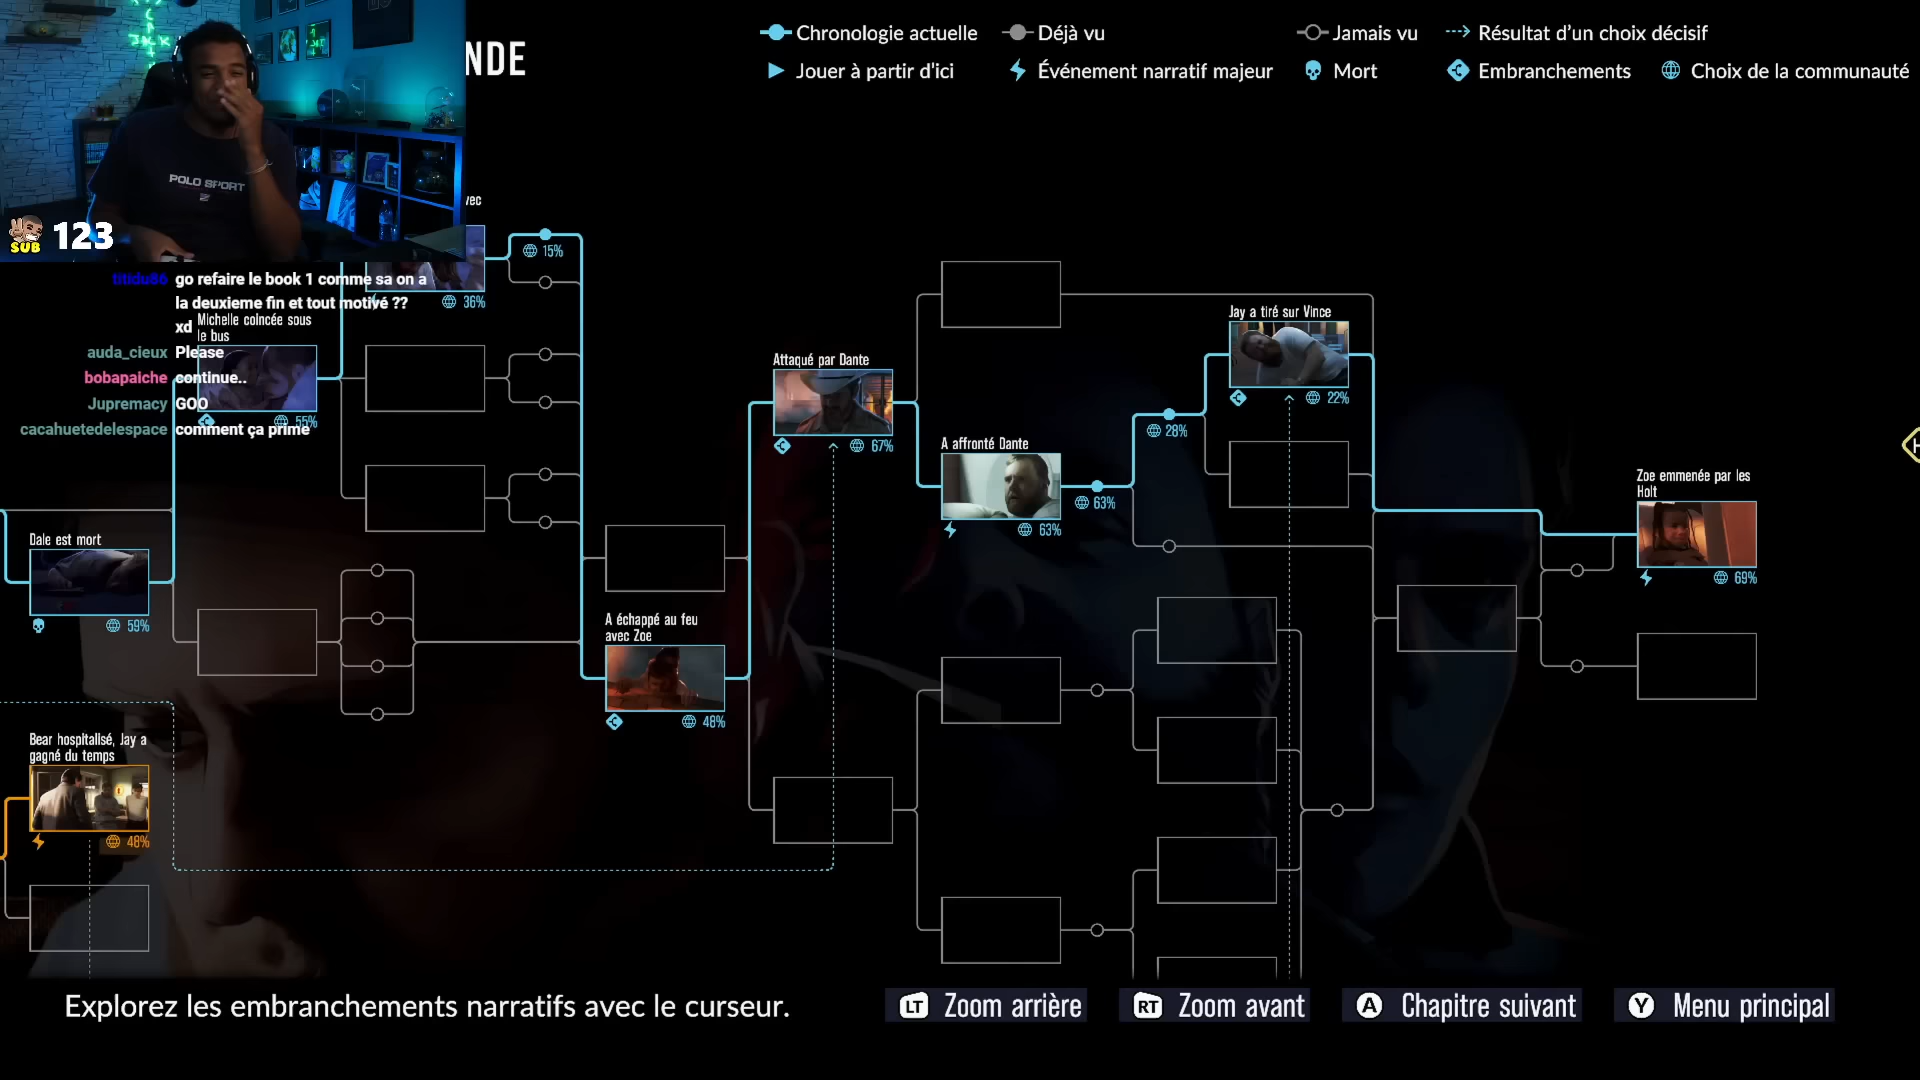 NDE
Chronologie actuelle
Déjà vu
Jamais vu
Résultat d'un choix décisif
Jouer à partir d'ici
Événement narratif majeur
Mort
Embranchements
Choix de la communauté
POLO SPORT
SUB 123
vec
15%
36%
titidu86 go refaire le book 1 comme sa on a
la deuxieme fin et tout motivé ??
xd
Michelle coincée sous
le bus
auda_cieux Please
bobapaiche continue..
Jupremacy GOO
55%
cacahuetedelespace comment ça prime
Jay a tiré sur Vince
22%
Attaqué par Dante
67%
28%
A affronté Dante
63%
63%
Zoe emmenée par les
Holt
69%
Dale est mort
59%
A échappé au feu
avec Zoe
48%
Bear hospitalisé, Jay a
gagné du temps
48%
Explorez les embranchements narratifs avec le curseur.
LT Zoom arrière
RT Zoom avant
A Chapitre suivant
Y Menu principal